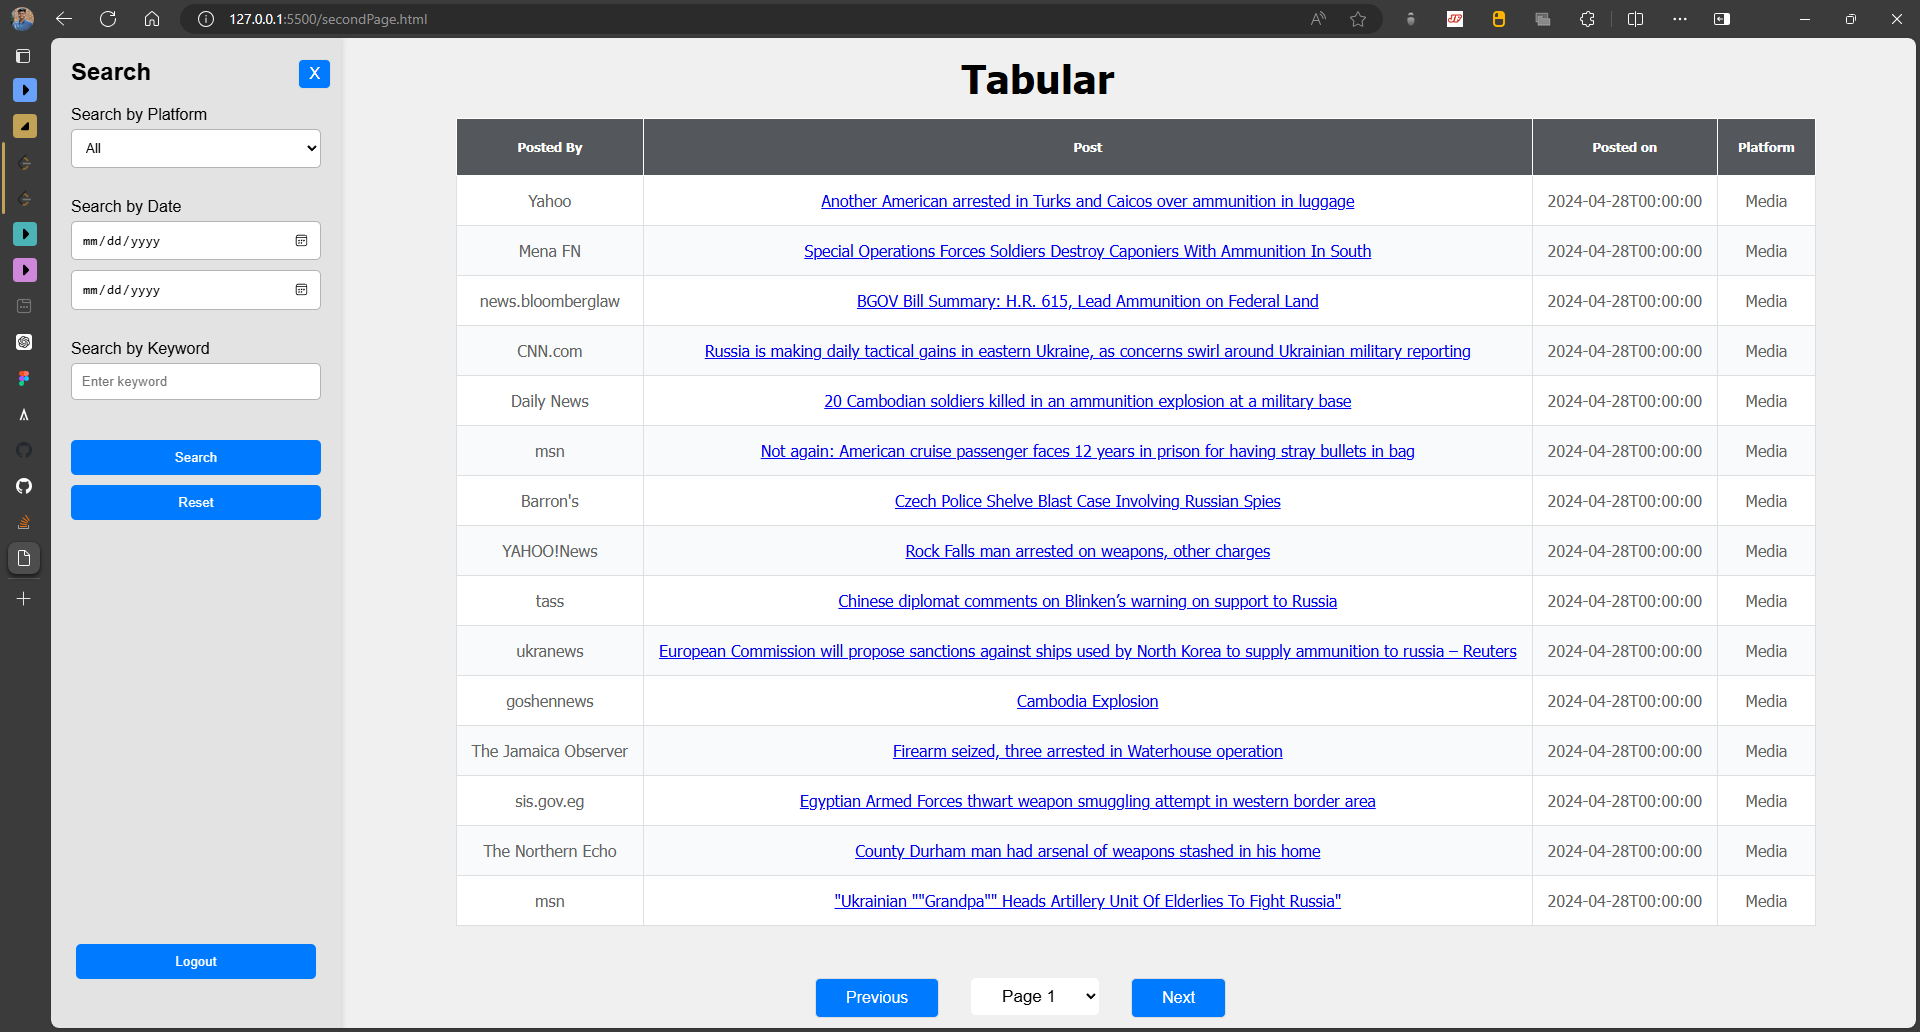 127.0.0.1:5500/secondPage.html
Search
X
Search by Platform
All
Search by Date
mm/dd/yyyy
mm/dd/yyyy
Search by Keyword
Enter keyword
Search
Reset
Logout
Tabular
Posted By Post Posted on Platform
Yahoo Another American arrested in Turks and Caicos over ammunition in luggage 2024-04-28T00:00:00 Media
Mena FN Special Operations Forces Soldiers Destroy Caponiers With Ammunition In South 2024-04-28T00:00:00 Media
news.bloomberglaw BGOV Bill Summary: H.R. 615, Lead Ammunition on Federal Land 2024-04-28T00:00:00 Media
CNN.com Russia is making daily tactical gains in eastern Ukraine, as concerns swirl around Ukrainian military reporting 2024-04-28T00:00:00 Media
Daily News 20 Cambodian soldiers killed in an ammunition explosion at a military base 2024-04-28T00:00:00 Media
msn Not again: American cruise passenger faces 12 years in prison for having stray bullets in bag 2024-04-28T00:00:00 Media
Barron's Czech Police Shelve Blast Case Involving Russian Spies 2024-04-28T00:00:00 Media
YAHOO!News Rock Falls man arrested on weapons, other charges 2024-04-28T00:00:00 Media
tass Chinese diplomat comments on Blinken’s warning on support to Russia 2024-04-28T00:00:00 Media
ukranews European Commission will propose sanctions against ships used by North Korea to supply ammunition to russia – Reuters 2024-04-28T00:00:00 Media
goshennews Cambodia Explosion 2024-04-28T00:00:00 Media
The Jamaica Observer Firearm seized, three arrested in Waterhouse operation 2024-04-28T00:00:00 Media
sis.gov.eg Egyptian Armed Forces thwart weapon smuggling attempt in western border area 2024-04-28T00:00:00 Media
The Northern Echo County Durham man had arsenal of weapons stashed in his home 2024-04-28T00:00:00 Media
msn "Ukrainian ""Grandpa"" Heads Artillery Unit Of Elderlies To Fight Russia" 2024-04-28T00:00:00 Media
Previous Page 1 Next